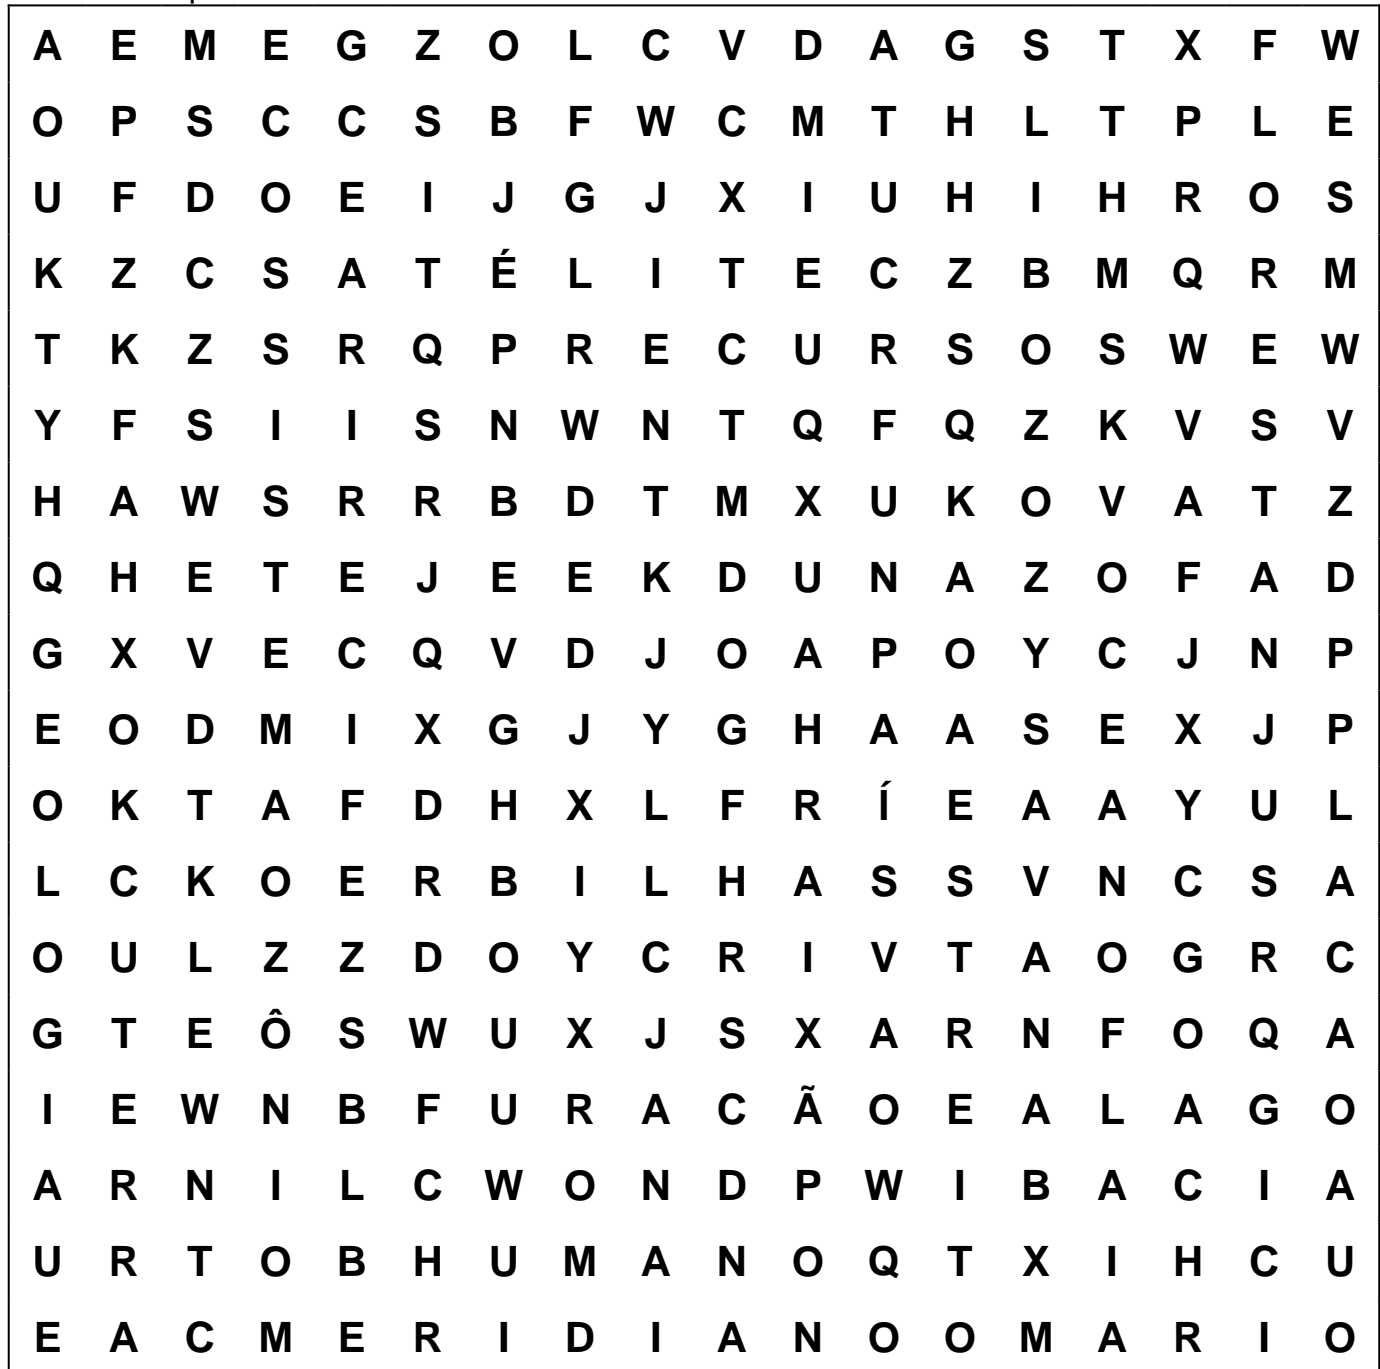 A E M E G Z O L C V D A G S T X F W
O P S C C S B F W C M T H L T P L E
U F D O E I J G J X I U H I H R O S
K Z C S A T É L I T E C Z B M Q R M
T K Z S R Q P R E C U R S O S W E W
Y F S I I S N W N T Q F Q Z K V S V
H A W S R R B D T M X U K O V A T Z
Q H E T E J E E K D U N A Z O F A D
G X V E C Q V D J O A P O Y C J N P
E O D M I X G J Y G H A A S E X J P
O K T A F D H X L F R Í E A A Y U L
L C K O E R B I L H A S S V N C S A
O U L Z Z D O Y C R I V T A O G R C
G T E Ô S W U X J S X A R N F O Q A
I E W N B F U R A C Ã O E A L A G O
A R N I L C W O N D P W I B A C I A
U R T O B H U M A N O Q T X I H C U
E A C M E R I D I A N O O M A R I O